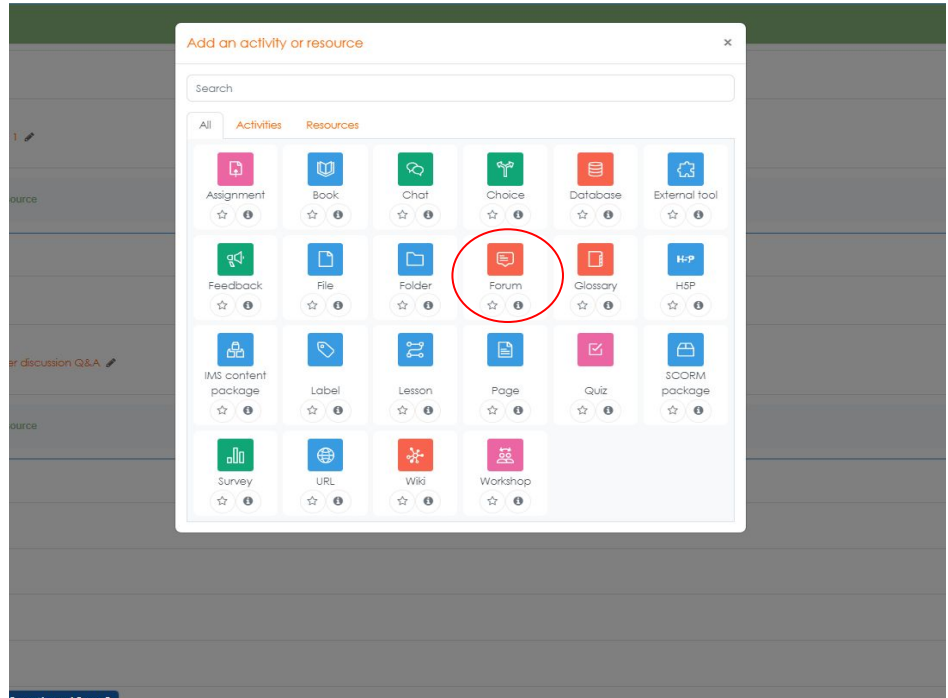 Add an activity or resource
×
Search
All Activities Resources
1
Assignment Book Chat Choice Database External tool
ource
Feedback File Folder Forum Glossary H5P
H5P
er discussion Q&A
IMS content
package Label Lesson Page Quiz SCORM
package
ource
Survey URL Wiki Workshop